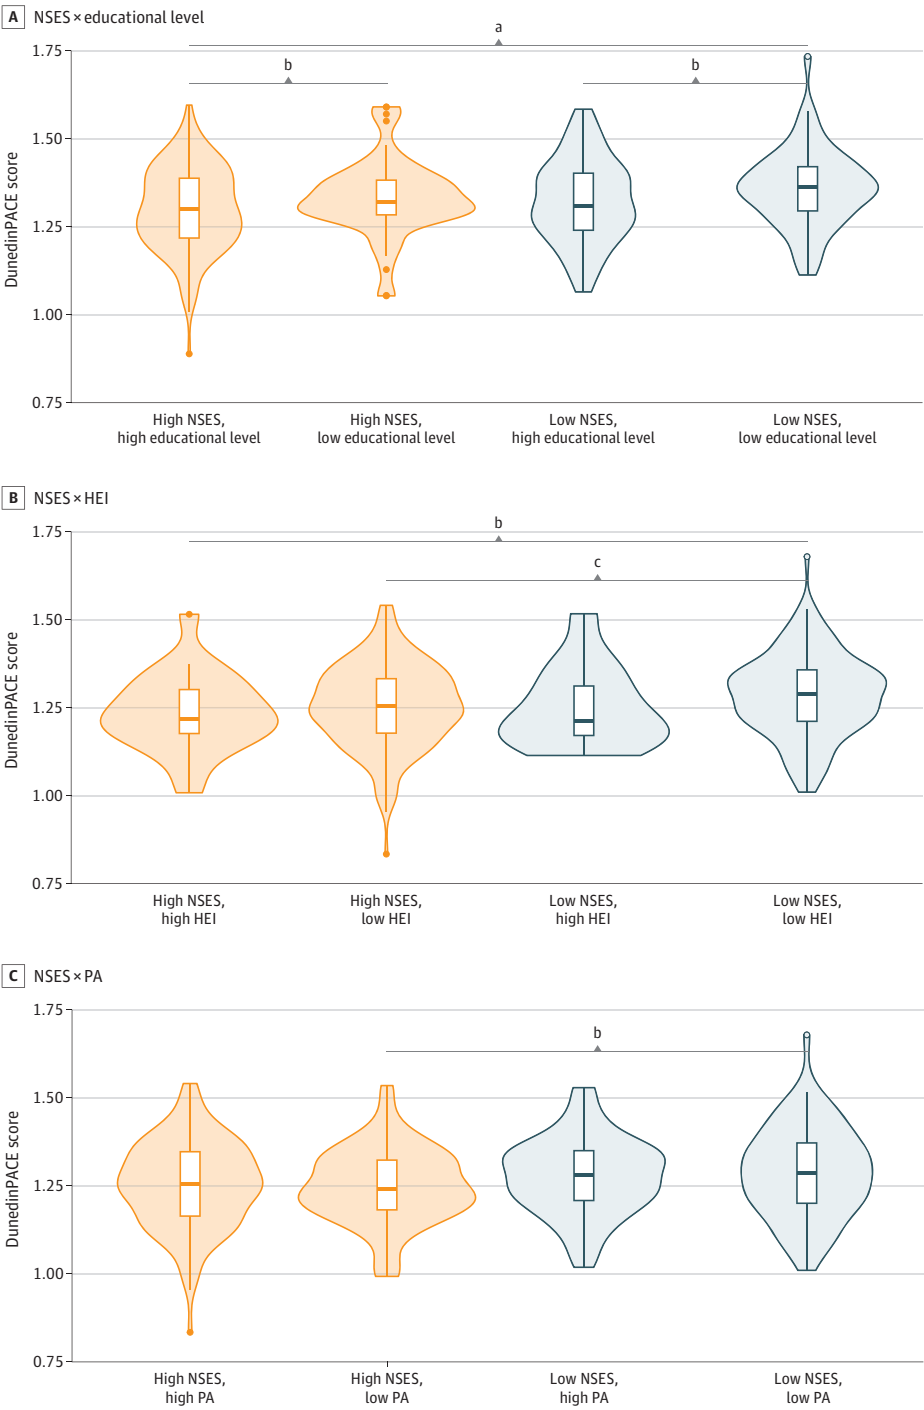 A NSES × educational level
a
b b
DunedinPACE score
1.75
1.50
1.25
1.00
0.75
High NSES,
high educational level
High NSES,
low educational level
Low NSES,
high educational level
Low NSES,
low educational level
B NSES × HEI
b
c
DunedinPACE score
1.75
1.50
1.25
1.00
0.75
High NSES,
high HEI
High NSES,
low HEI
Low NSES,
high HEI
Low NSES,
low HEI
C NSES × PA
b
DunedinPACE score
1.75
1.50
1.25
1.00
0.75
High NSES,
high PA
High NSES,
low PA
Low NSES,
high PA
Low NSES,
low PA